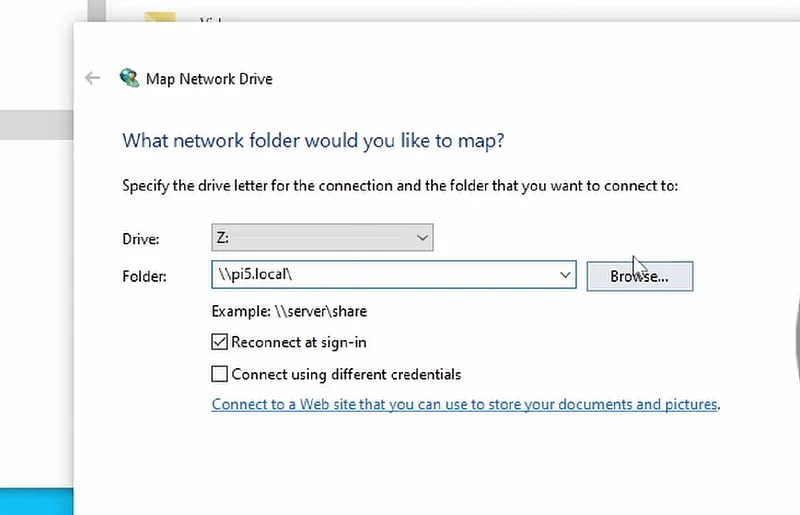 Map Network Drive
What network folder would you like to map?
Specify the drive letter for the connection and the folder that you want to connect to:
Drive: Z:
Folder: \\pi5.local\ Browse...
Example: \\server\share
Reconnect at sign-in
Connect using different credentials
Connect to a Web site that you can use to store your documents and pictures.